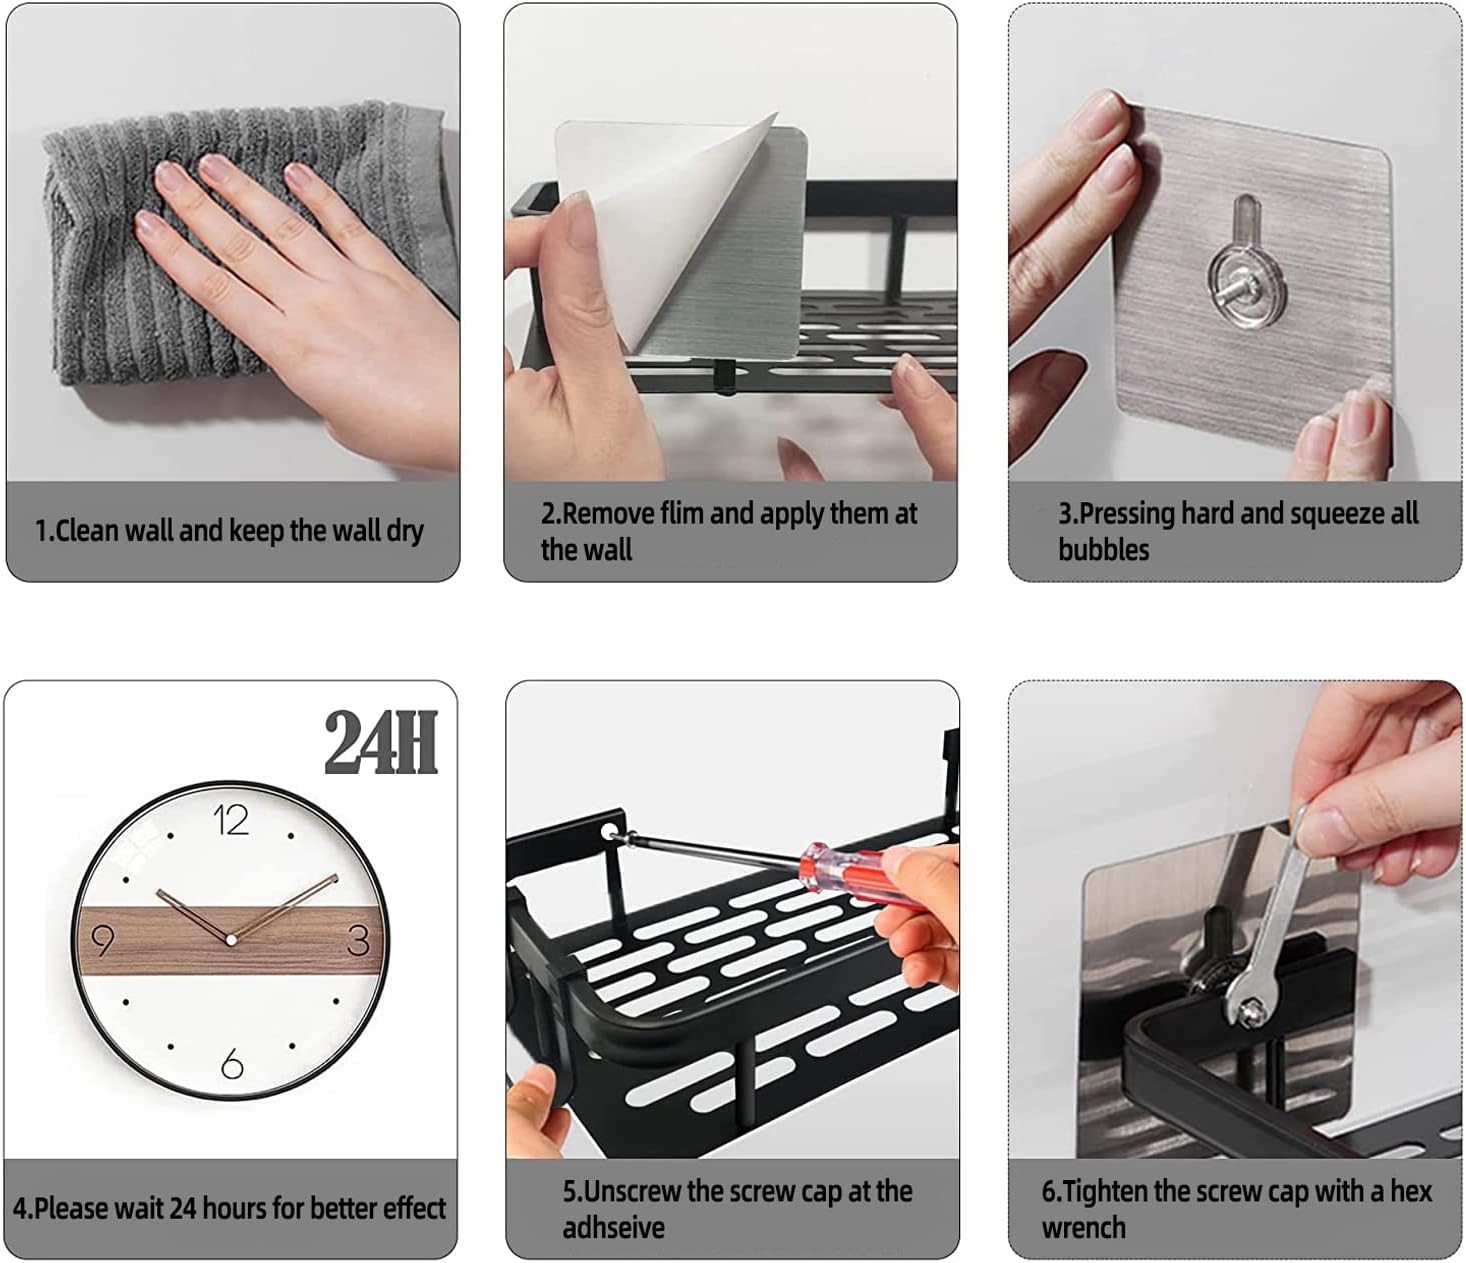 1.Clean wall and keep the wall dry
2.Remove flim and apply them at
the wall
3.Pressing hard and squeeze all
bubbles
24H
12
9
3
6
4.Please wait 24 hours for better effect
5.Unscrew the screw cap at the
adhseive
6.Tighten the screw cap with a hex
wrench